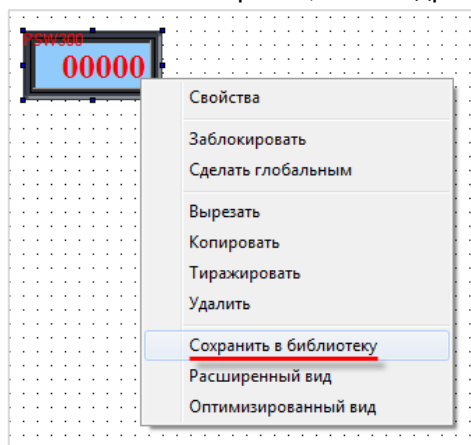 PSW300
00000
Свойства
Заблокировать
Сделать глобальным
Вырезать
Копировать
Тиражировать
Удалить
Сохранить в библиотеку
Расширенный вид
Оптимизированный вид